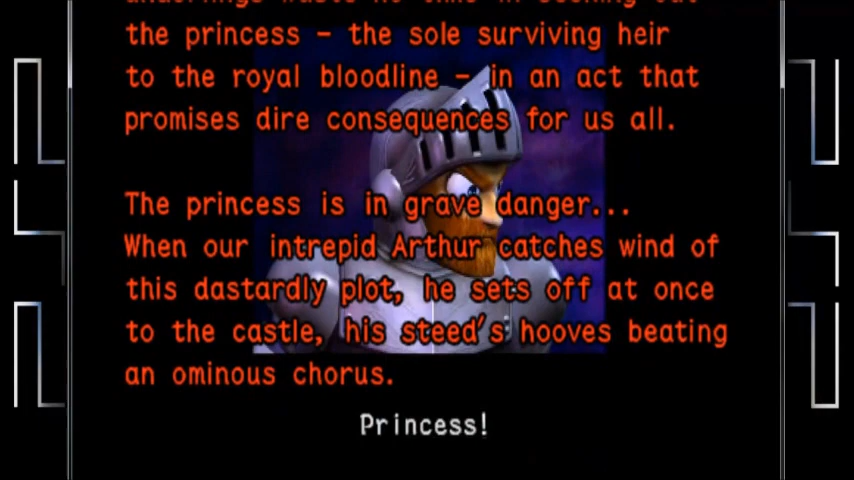 the princess – the sole surviving heir
to the royal bloodline – in an act that
promises dire consequences for us all.
The princess is in grave danger...
When our intrepid Arthur catches wind of
this dastardly plot, he sets off at once
to the castle, his steed's hooves beating
an ominous chorus.
Princess!